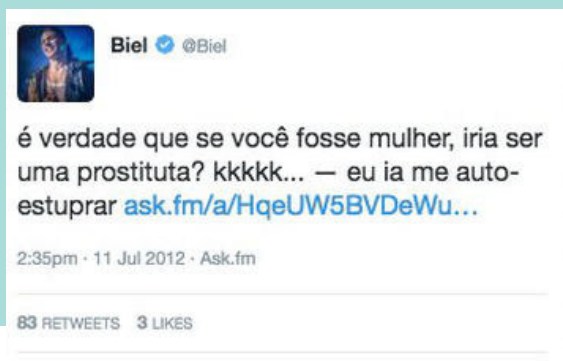 Biel @Biel
é verdade que se você fosse mulher, iria ser
uma prostituta? kkkkk... — eu ia me auto-
estuprar ask.fm/a/HqeUW5BVDeWu...
2:35pm · 11 Jul 2012 · Ask.fm
83 RETWEETS 3 LIKES